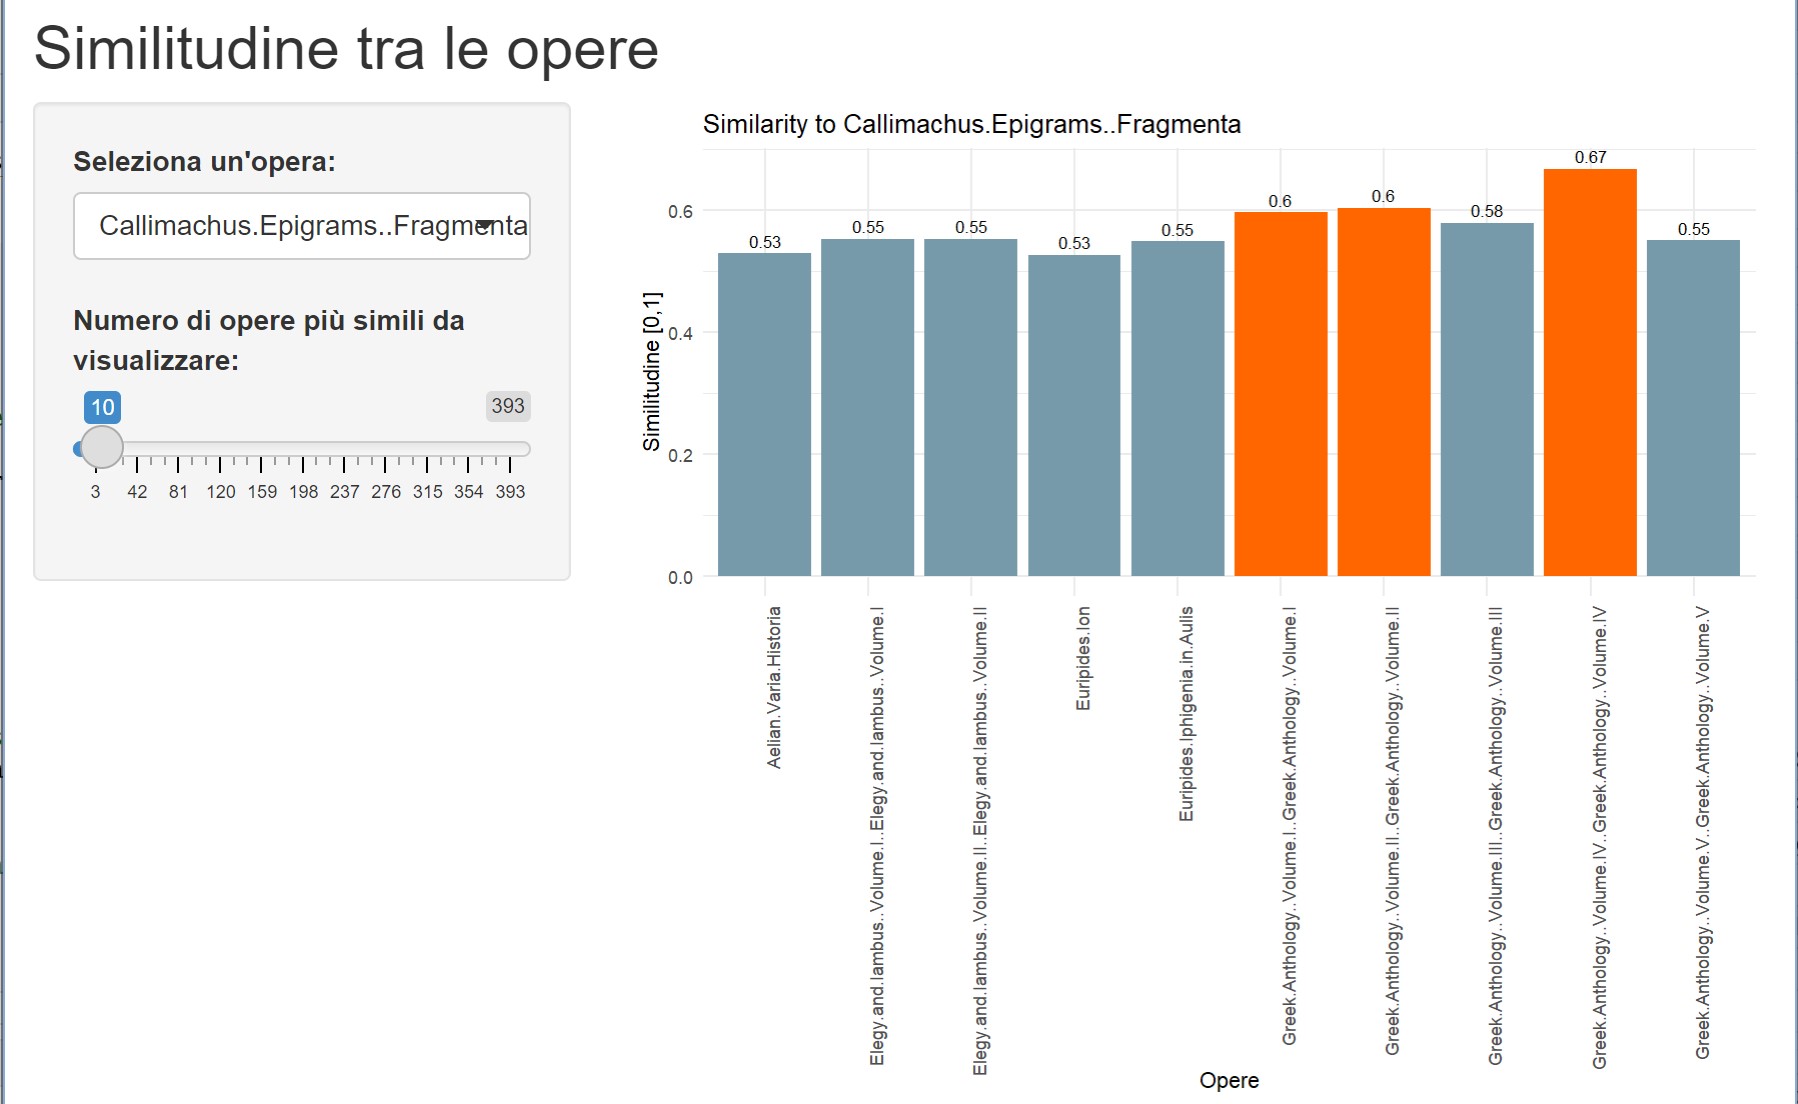 Similitudine tra le opere
Seleziona un'opera:
Callimachus.Epigrams..Fragmenta
Numero di opere più simili da
visualizzare:
10
393
3 42 81 120 159 198 237 276 315 354 393
Similarity to Callimachus.Epigrams..Fragmenta
Similitudine [0,1]
0.6
0.4
0.2
0.0
0.53
0.55
0.55
0.53
0.55
0.6
0.6
0.58
0.67
0.55
Aelian.Varia.Historia
Elegy.and.Iambus..Volume.I..Elegy.and.Iambus..Volume.I
Elegy.and.Iambus..Volume.II..Elegy.and.Iambus..Volume.II
Euripides.Ion
Euripides.Iphigenia.in.Aulis
Greek.Anthology..Volume.I..Greek.Anthology..Volume.I
Greek.Anthology..Volume.II..Greek.Anthology..Volume.II
Greek.Anthology..Volume.III..Greek.Anthology..Volume.III
Greek.Anthology..Volume.IV..Greek.Anthology..Volume.IV
Greek.Anthology..Volume.V..Greek.Anthology..Volume.V
Opere